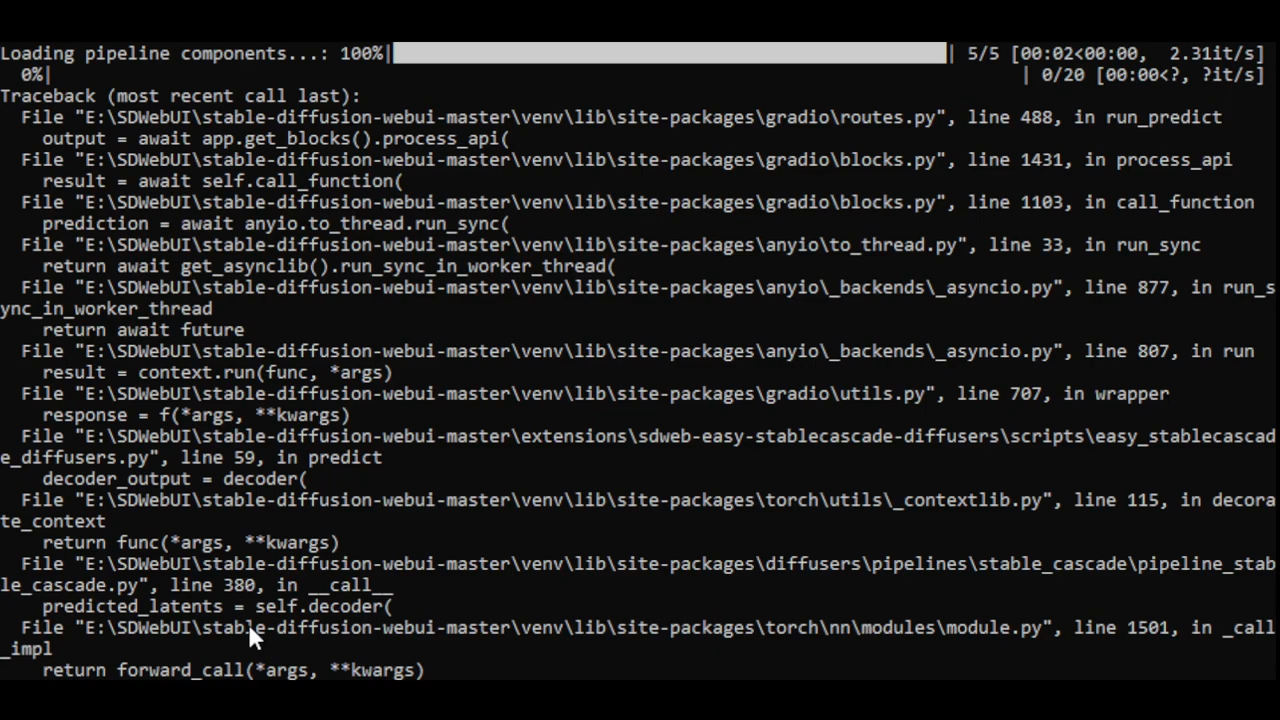 Loading pipeline components...: 100%| | 5/5 [00:02<00:00,  2.31it/s]
  0%| | 0/20 [00:00<?, ?it/s]
Traceback (most recent call last):
  File "E:\SDWebUI\stable-diffusion-webui-master\venv\lib\site-packages\gradio\routes.py", line 488, in run_predict
    output = await app.get_blocks().process_api(
  File "E:\SDWebUI\stable-diffusion-webui-master\venv\lib\site-packages\gradio\blocks.py", line 1431, in process_api
    result = await self.call_function(
  File "E:\SDWebUI\stable-diffusion-webui-master\venv\lib\site-packages\gradio\blocks.py", line 1103, in call_function
    prediction = await anyio.to_thread.run_sync(
  File "E:\SDWebUI\stable-diffusion-webui-master\venv\lib\site-packages\anyio\to_thread.py", line 33, in run_sync
    return await get_asynclib().run_sync_in_worker_thread(
  File "E:\SDWebUI\stable-diffusion-webui-master\venv\lib\site-packages\anyio\_backends\_asyncio.py", line 877, in run_s
ync_in_worker_thread
    return await future
  File "E:\SDWebUI\stable-diffusion-webui-master\venv\lib\site-packages\anyio\_backends\_asyncio.py", line 807, in run
    result = context.run(func, *args)
  File "E:\SDWebUI\stable-diffusion-webui-master\venv\lib\site-packages\gradio\utils.py", line 707, in wrapper
    response = f(*args, **kwargs)
  File "E:\SDWebUI\stable-diffusion-webui-master\extensions\sdweb-easy-stablecascade-diffusers\scripts\easy_stablecascad
e_diffusers.py", line 59, in predict
    decoder_output = decoder(
  File "E:\SDWebUI\stable-diffusion-webui-master\venv\lib\site-packages\torch\utils\_contextlib.py", line 115, in decora
te_context
    return func(*args, **kwargs)
  File "E:\SDWebUI\stable-diffusion-webui-master\venv\lib\site-packages\diffusers\pipelines\stable_cascade\pipeline_stab
le_cascade.py", line 380, in __call__
    predicted_latents = self.decoder(
  File "E:\SDWebUI\stable-diffusion-webui-master\venv\lib\site-packages\torch\nn\modules\module.py", line 1501, in _call
_impl
    return forward_call(*args, **kwargs)